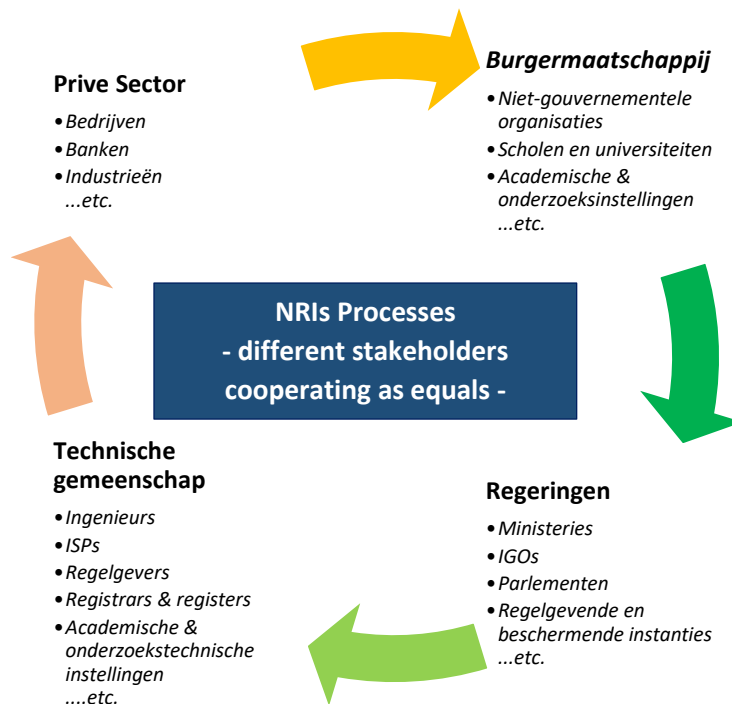 Prive Sector
•Bedrijven
•Banken
•Industrieën
...etc.
Burgermaatschappij
•Niet-gouvernementele
organisaties
•Scholen en universiteiten
•Academische &
onderzoeksinstellingen
...etc.
NRIs Processes
- different stakeholders
cooperating as equals -
Technische
gemeenschap
•Ingenieurs
•ISPs
•Regelgevers
•Registrars & registers
•Academische &
onderzoekstechnische
instellingen
....etc.
Regeringen
•Ministeries
•IGOs
•Parlementen
•Regelgevende en
beschermende instanties
...etc.